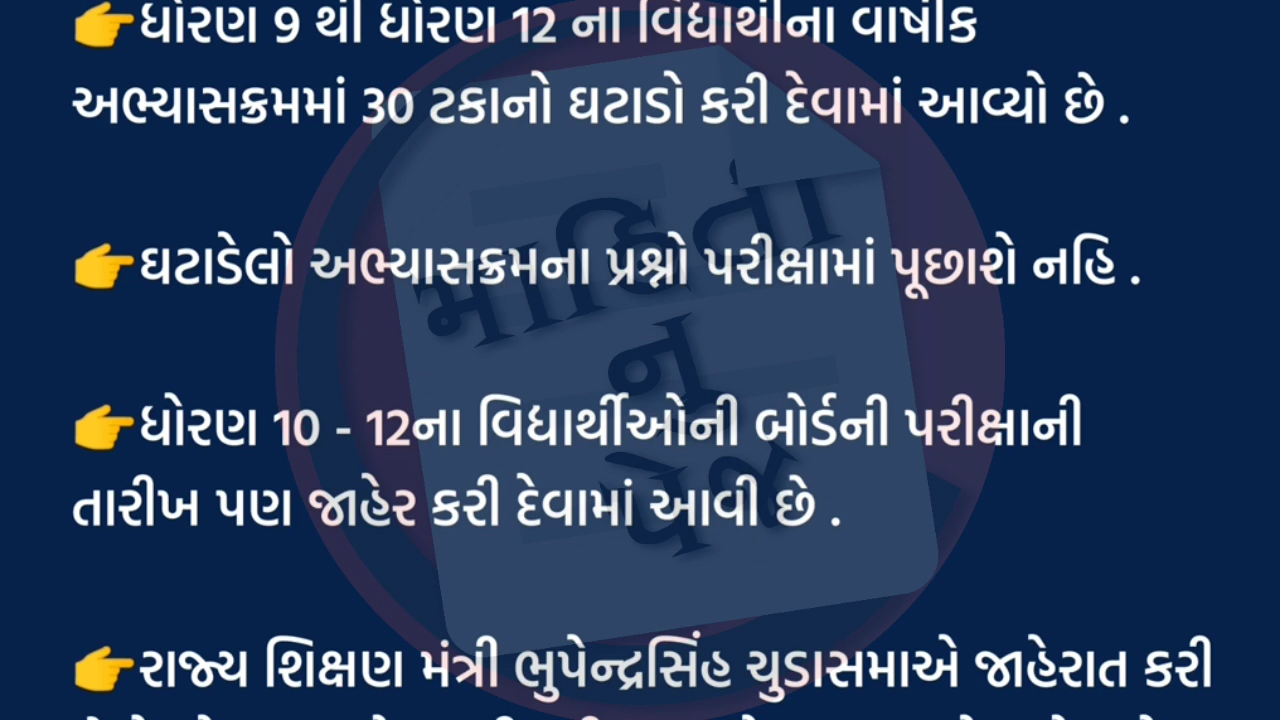 👉ધોરણ 9 થી ધોરણ 12 ના વિદ્યાર્થીના વાર્ષીક
અભ્યાસક્રમમાં 30 ટકાનો ઘટાડો કરી દેવામાં આવ્યો છે .
👉ઘટાડેલો અભ્યાસક્રમના પ્રશ્નો પરીક્ષામાં પૂછાશે નહિ .
👉ધોરણ 10 - 12ના વિદ્યાર્થીઓની બોર્ડની પરીક્ષાની
તારીખ પણ જાહેર કરી દેવામાં આવી છે .
👉રાજ્ય શિક્ષણ મંત્રી ભુપેન્દ્રસિંહ ચુડાસમાએ જાહેરાત કરી
માહિતી
નુ
પેજ